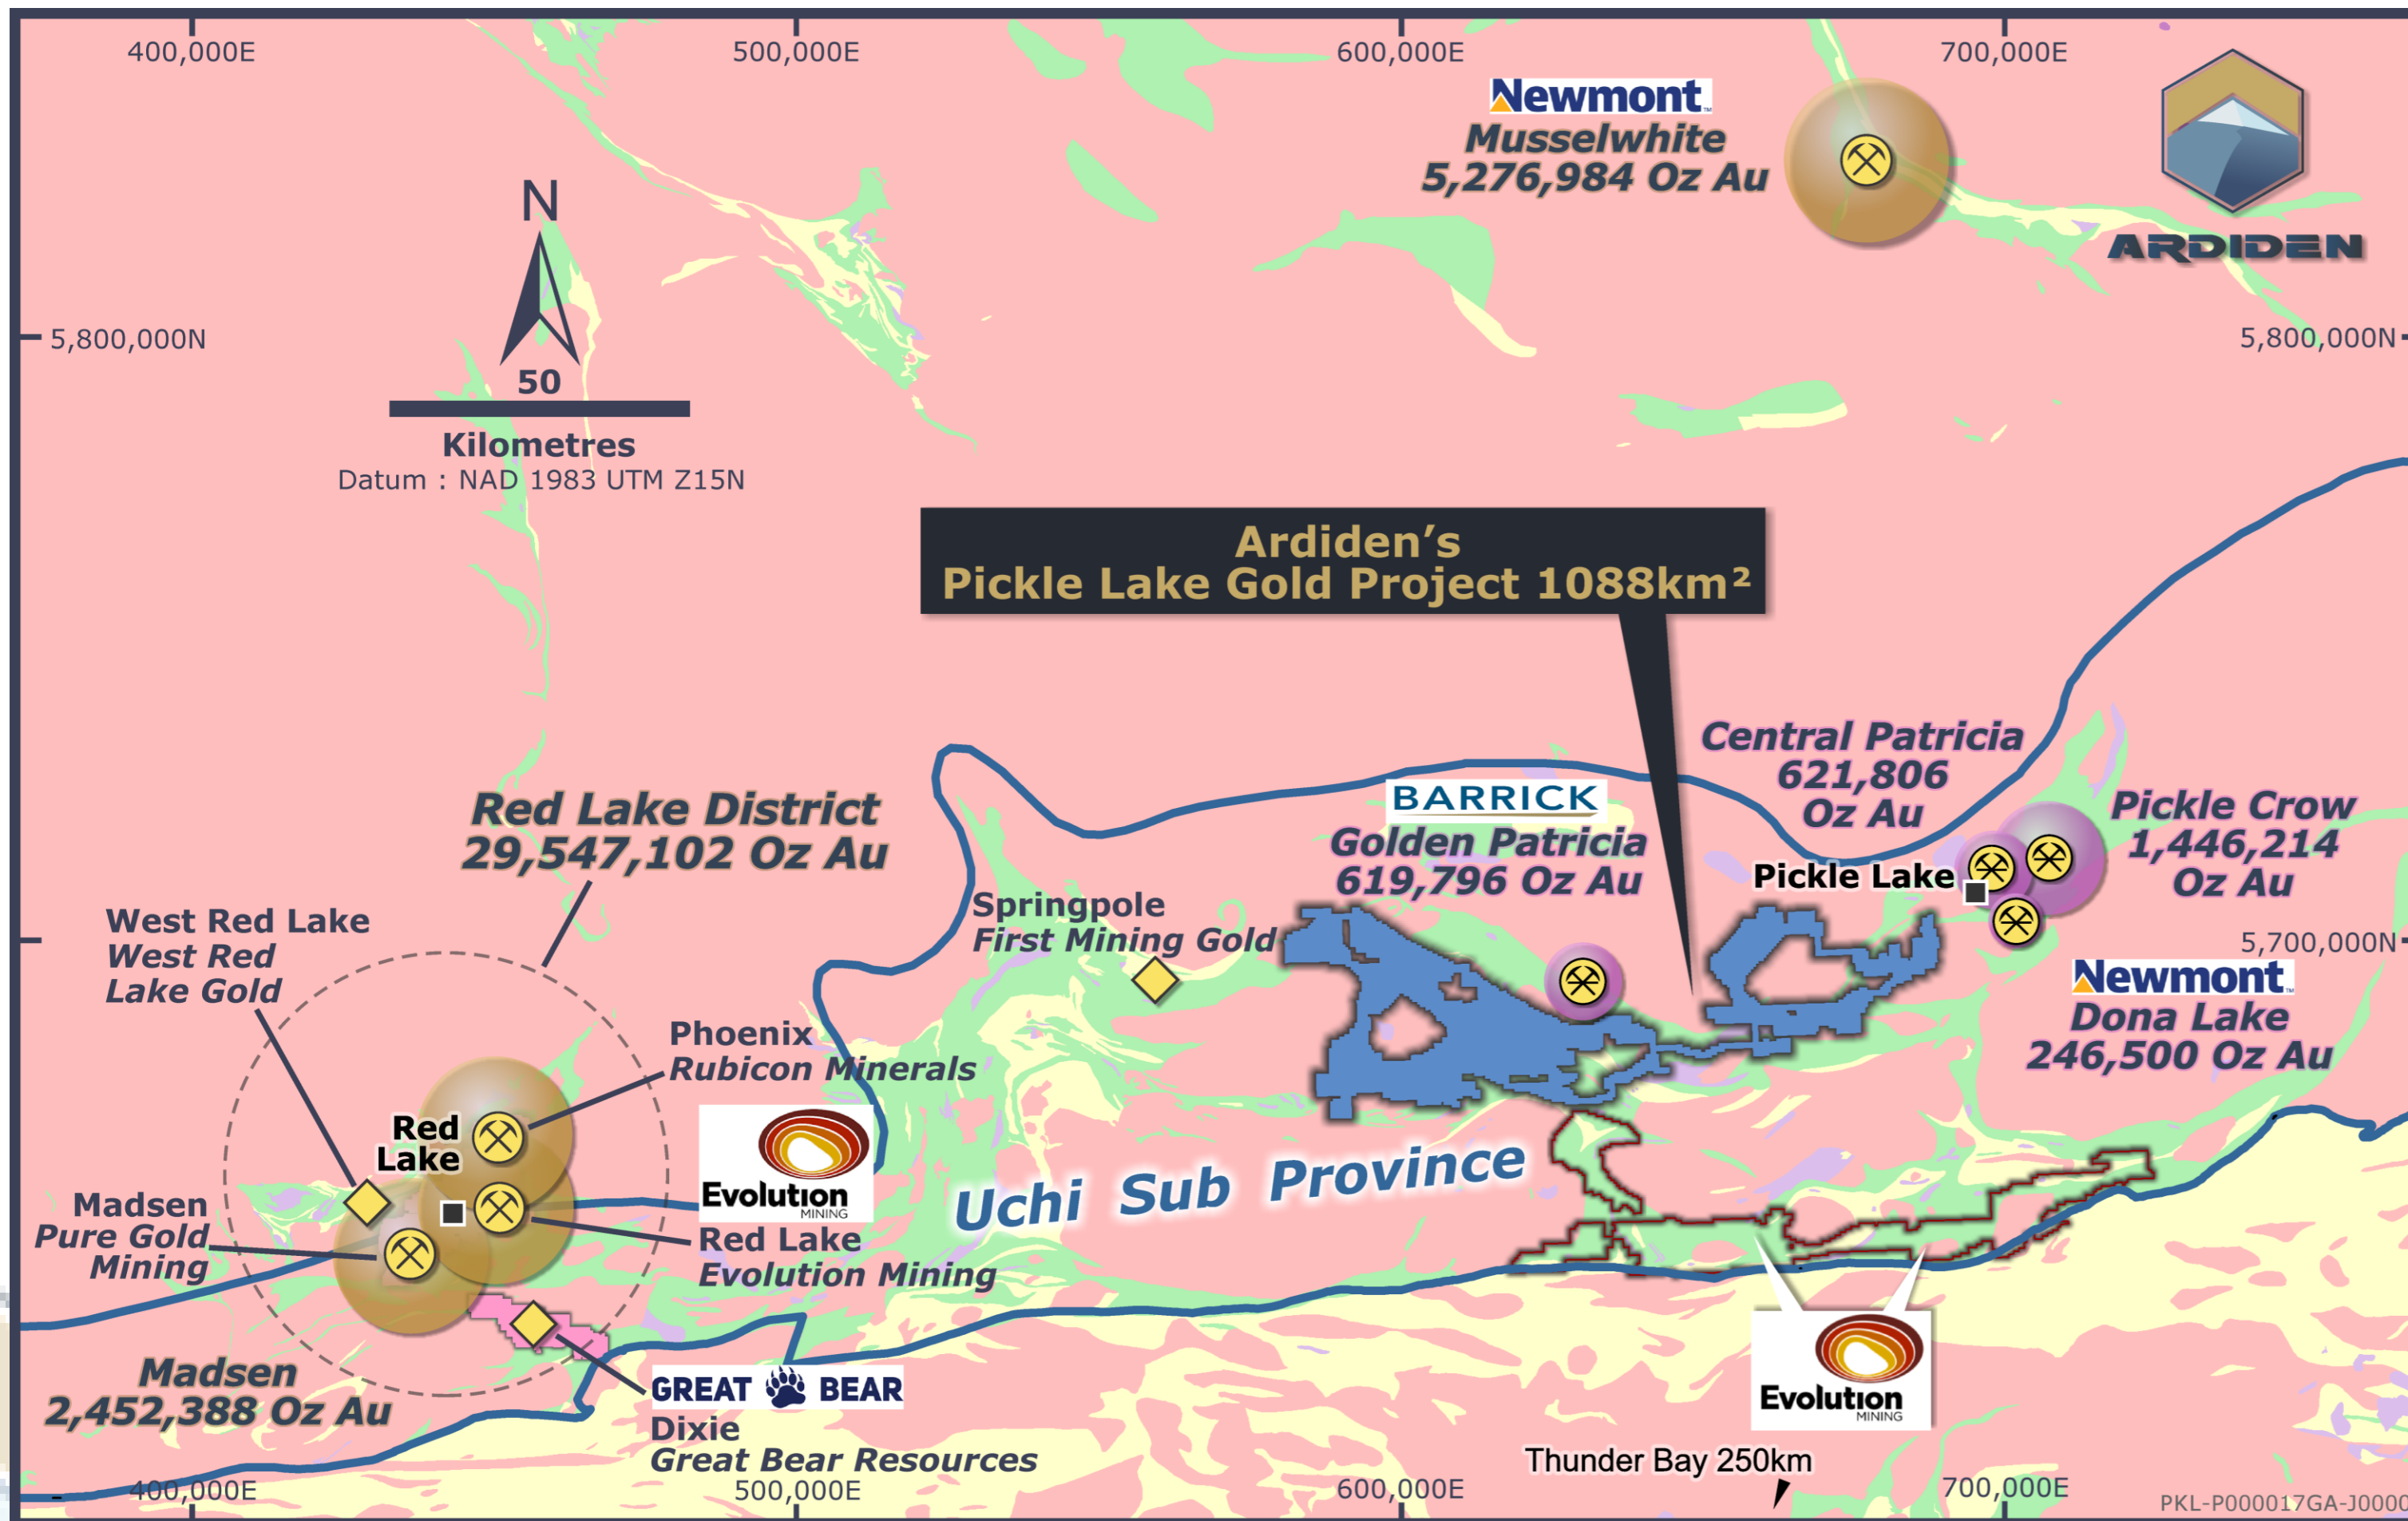 400,000E
500,000E
600,000E
700,000E
Newmont™
Musselwhite
5,276,984 Oz Au
ARDIDEN
N
5,800,000N
5,800,000N
50
Kilometres
Datum : NAD 1983 UTM Z15N
Ardiden’s
Pickle Lake Gold Project 1088km²
Central Patricia
621,806
Oz Au
Pickle Crow
1,446,214
Oz Au
Pickle Lake
BARRICK
Golden Patricia
619,796 Oz Au
Red Lake District
29,547,102 Oz Au
Springpole
First Mining Gold
West Red Lake
West Red
Lake Gold
5,700,000N
Newmont™
Dona Lake
246,500 Oz Au
Phoenix
Rubicon Minerals
Red
Lake
Evolution
MINING
Red Lake
Evolution Mining
Uchi Sub Province
Madsen
Pure Gold
Mining
Madsen
2,452,388 Oz Au
GREAT BEAR
Dixie
Great Bear Resources
Evolution
MINING
Thunder Bay 250km
400,000E
500,000E
600,000E
700,000E
PKL-P000017GA-J0000